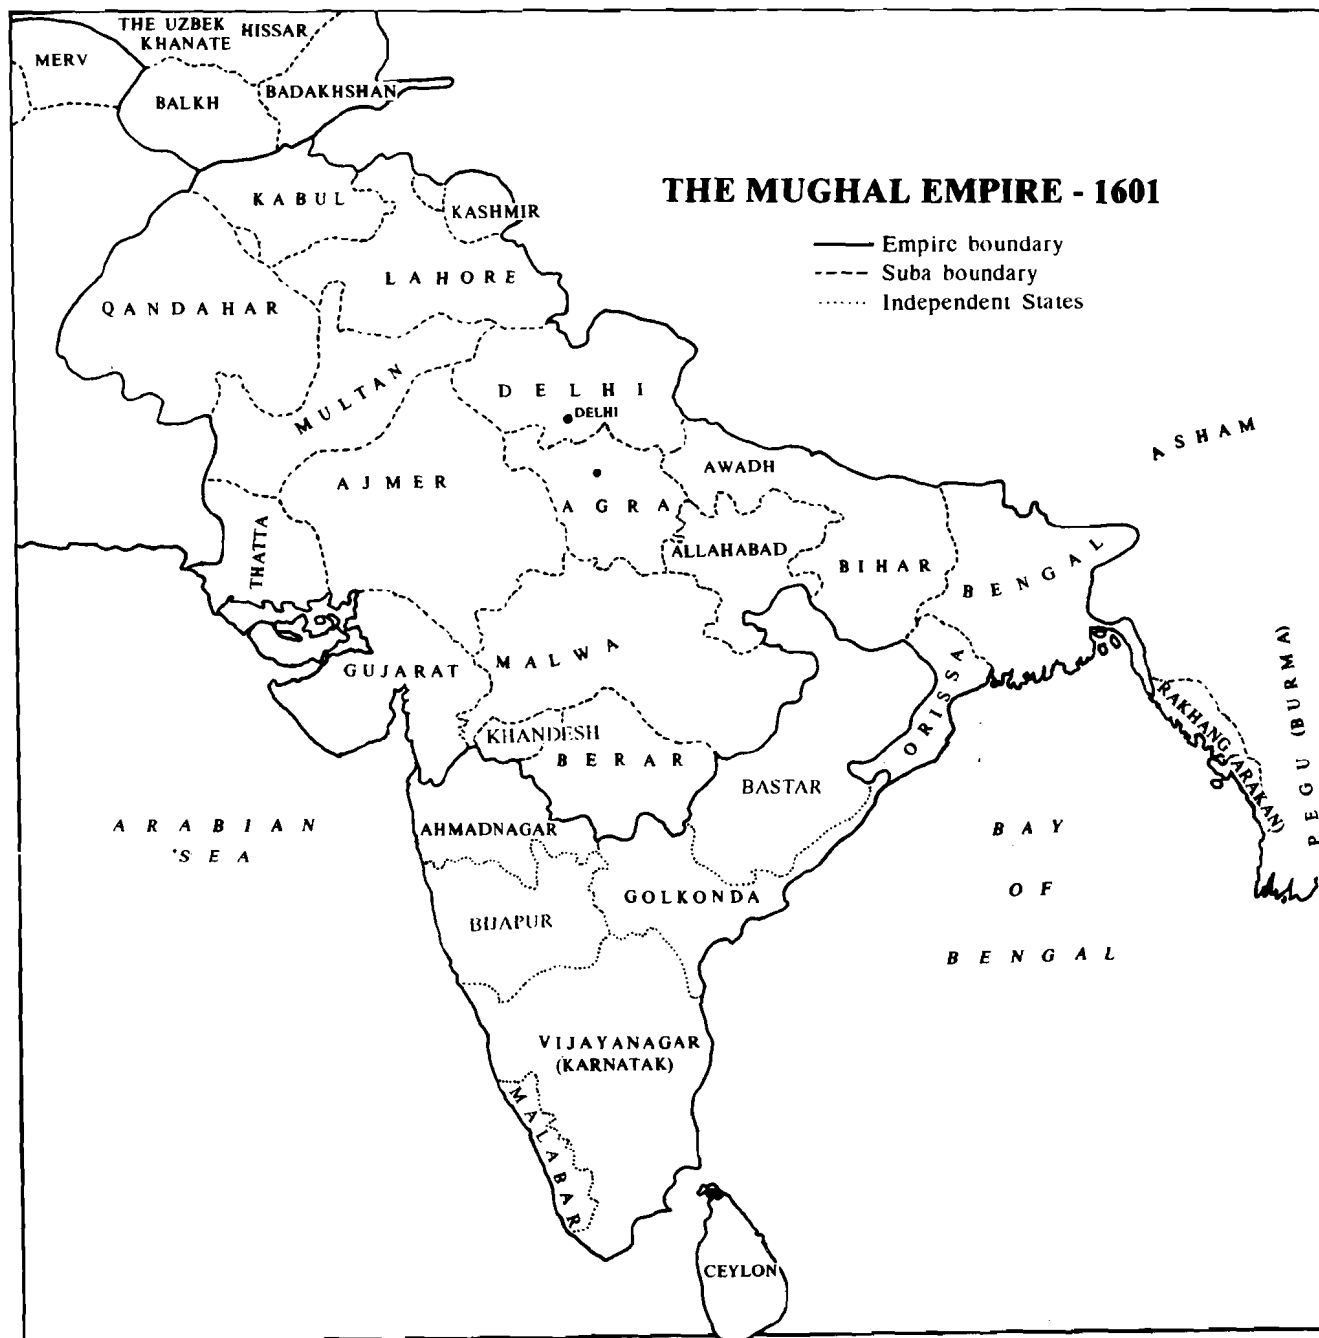 THE UZBEK
KHANATE
HISSAR
MERV
BALKH
BADAKHSHAN
THE MUGHAL EMPIRE - 1601
Empire boundary
Suba boundary
Independent States
KABUL
KASHMIR
LAHORE
QANDAHAR
MULTAN
DELHI
DELHI
ASHAM
AWADH
AJMER
AGRA
THATTA
ALLAHABAD
BIHAR
BENGAL
GUJARAT
MALWA
ORISSA
RAKHANG (ARAKAN)
PEGU (BURMA)
KHANDESH
BERAR
BASTAR
ARABIAN
SEA
AHMADNAGAR
BAY
OF
BENGAL
GOLKONDA
BIJAPUR
VIJAYANAGAR
(KARNATAK)
MALABAR
CEYLON